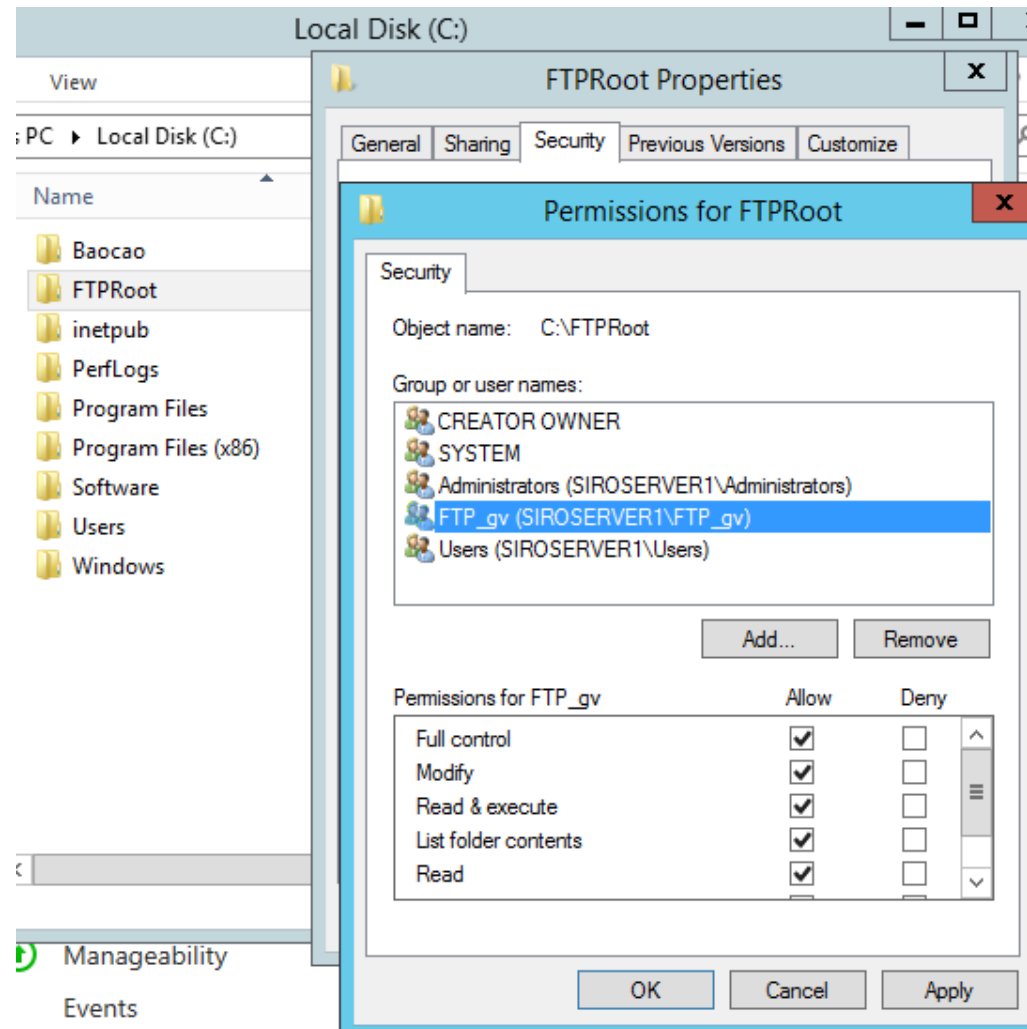 Local Disk (C:)
View
FTPRoot Properties
PC ▸ Local Disk (C:)
General Sharing Security Previous Versions Customize
Name
Permissions for FTPRoot
Baocao
FTPRoot
inetpub
PerfLogs
Program Files
Program Files (x86)
Software
Users
Windows
Security
Object name: C:\FTPRoot
Group or user names:
CREATOR OWNER
SYSTEM
Administrators (SIROSERVER1\Administrators)
FTP_gv (SIROSERVER1\FTP_gv)
Users (SIROSERVER1\Users)
Add... Remove
Permissions for FTP_gv Allow Deny
Full control
Modify
Read & execute
List folder contents
Read
OK Cancel Apply
Manageability
Events